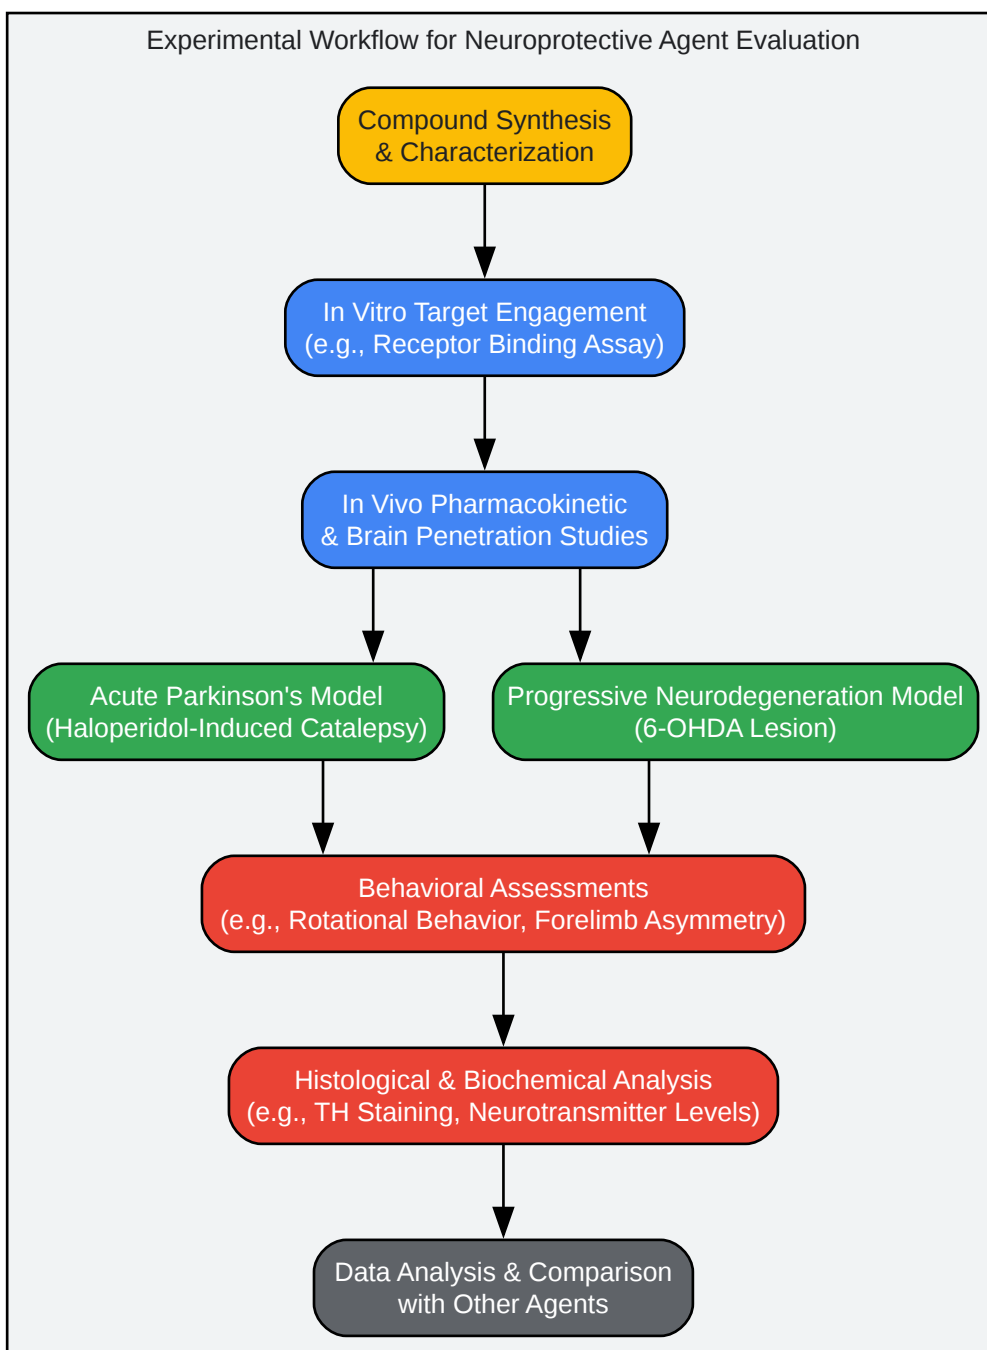 Experimental Workflow for Neuroprotective Agent Evaluation
Compound Synthesis
& Characterization
In Vitro Target Engagement
(e.g., Receptor Binding Assay)
In Vivo Pharmacokinetic
& Brain Penetration Studies
Acute Parkinson's Model
(Haloperidol-Induced Catalepsy)
Progressive Neurodegeneration Model
(6-OHDA Lesion)
Behavioral Assessments
(e.g., Rotational Behavior, Forelimb Asymmetry)
Histological & Biochemical Analysis
(e.g., TH Staining, Neurotransmitter Levels)
Data Analysis & Comparison
with Other Agents